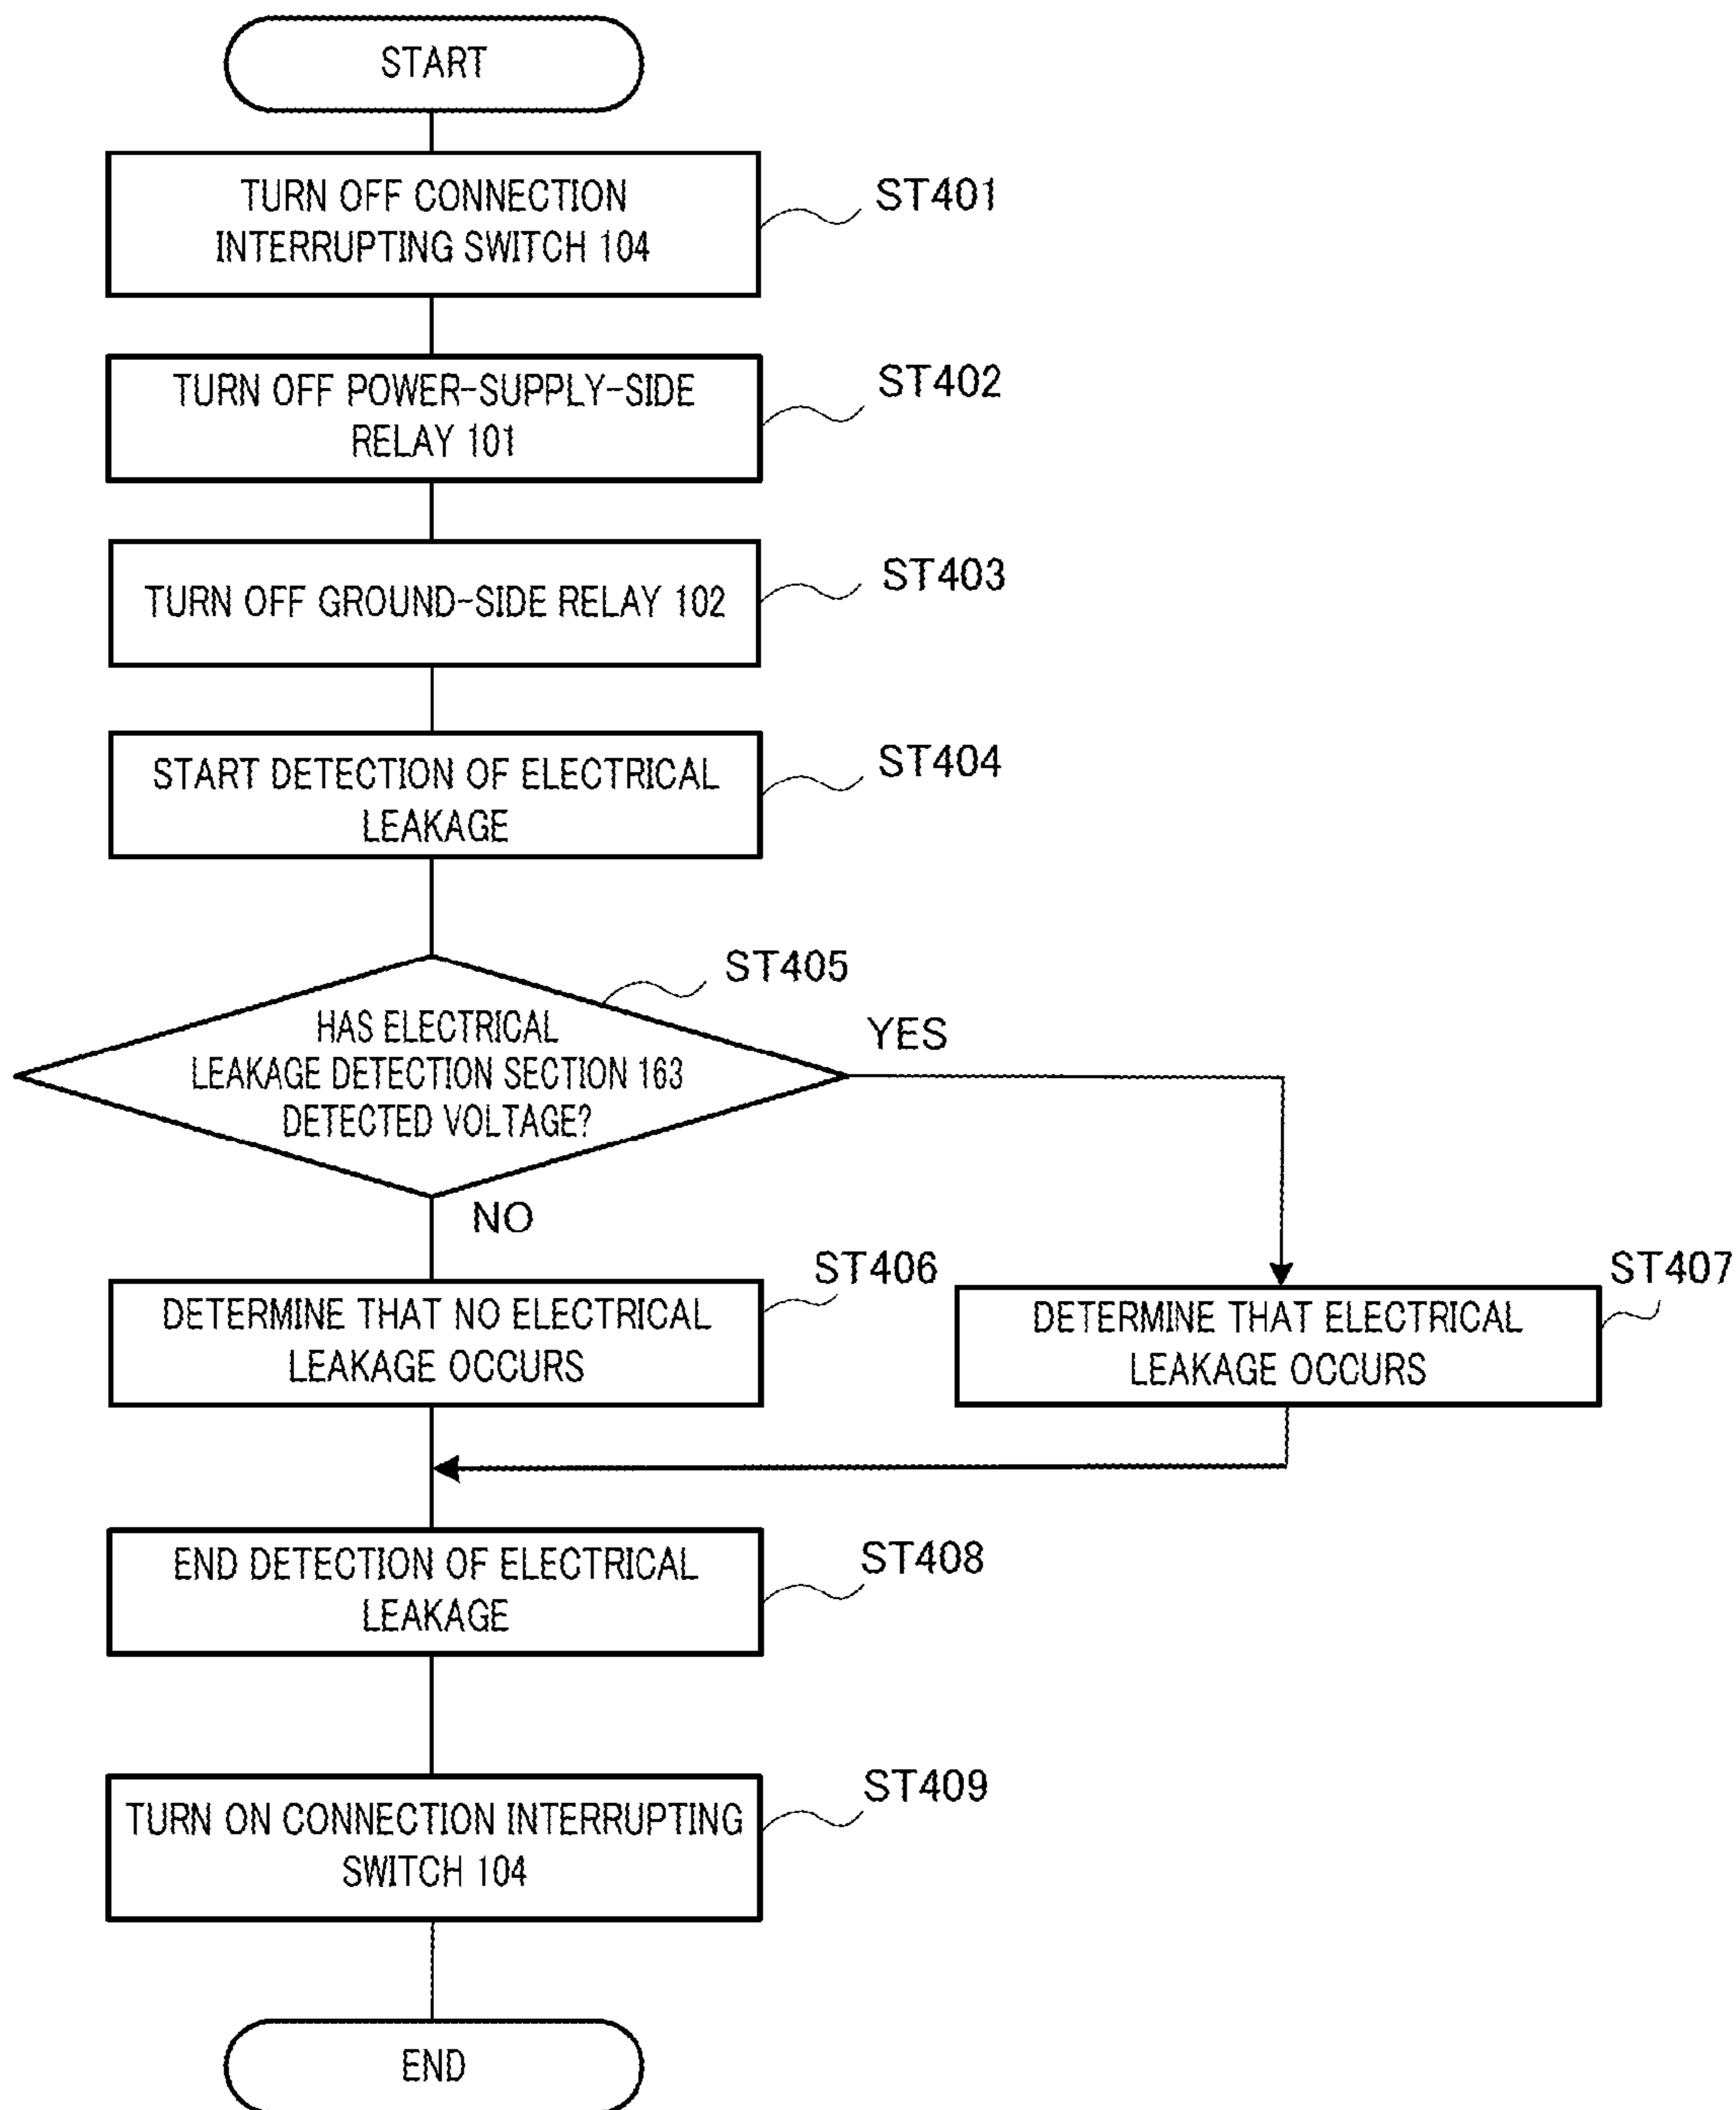 START
TURN OFF CONNECTION
INTERRUPTING SWITCH 104
ST401
TURN OFF POWER-SUPPLY-SIDE
RELAY 101
ST402
TURN OFF GROUND-SIDE RELAY 102
ST403
START DETECTION OF ELECTRICAL
LEAKAGE
ST404
HAS ELECTRICAL
LEAKAGE DETECTION SECTION 163
DETECTED VOLTAGE?
ST405
YES
NO
DETERMINE THAT NO ELECTRICAL
LEAKAGE OCCURS
ST406
DETERMINE THAT ELECTRICAL
LEAKAGE OCCURS
ST407
END DETECTION OF ELECTRICAL
LEAKAGE
ST408
TURN ON CONNECTION INTERRUPTING
SWITCH 104
ST409
END